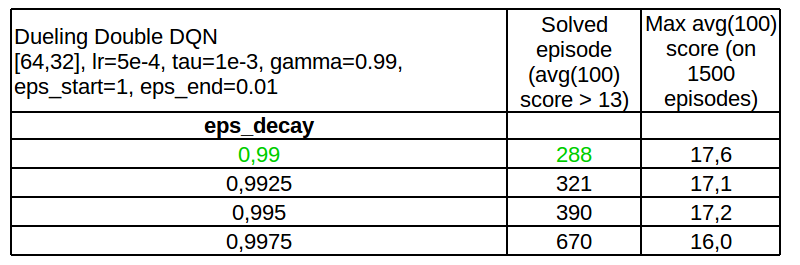 Dueling Double DQN
[64,32], lr=5e-4, tau=1e-3, gamma=0.99,
eps_start=1, eps_end=0.01
Solved
episode
(avg(100)
score > 13)
Max avg(100)
score (on
1500
episodes)
eps_decay
0,99 288 17,6
0,9925 321 17,1
0,995 390 17,2
0,9975 670 16,0